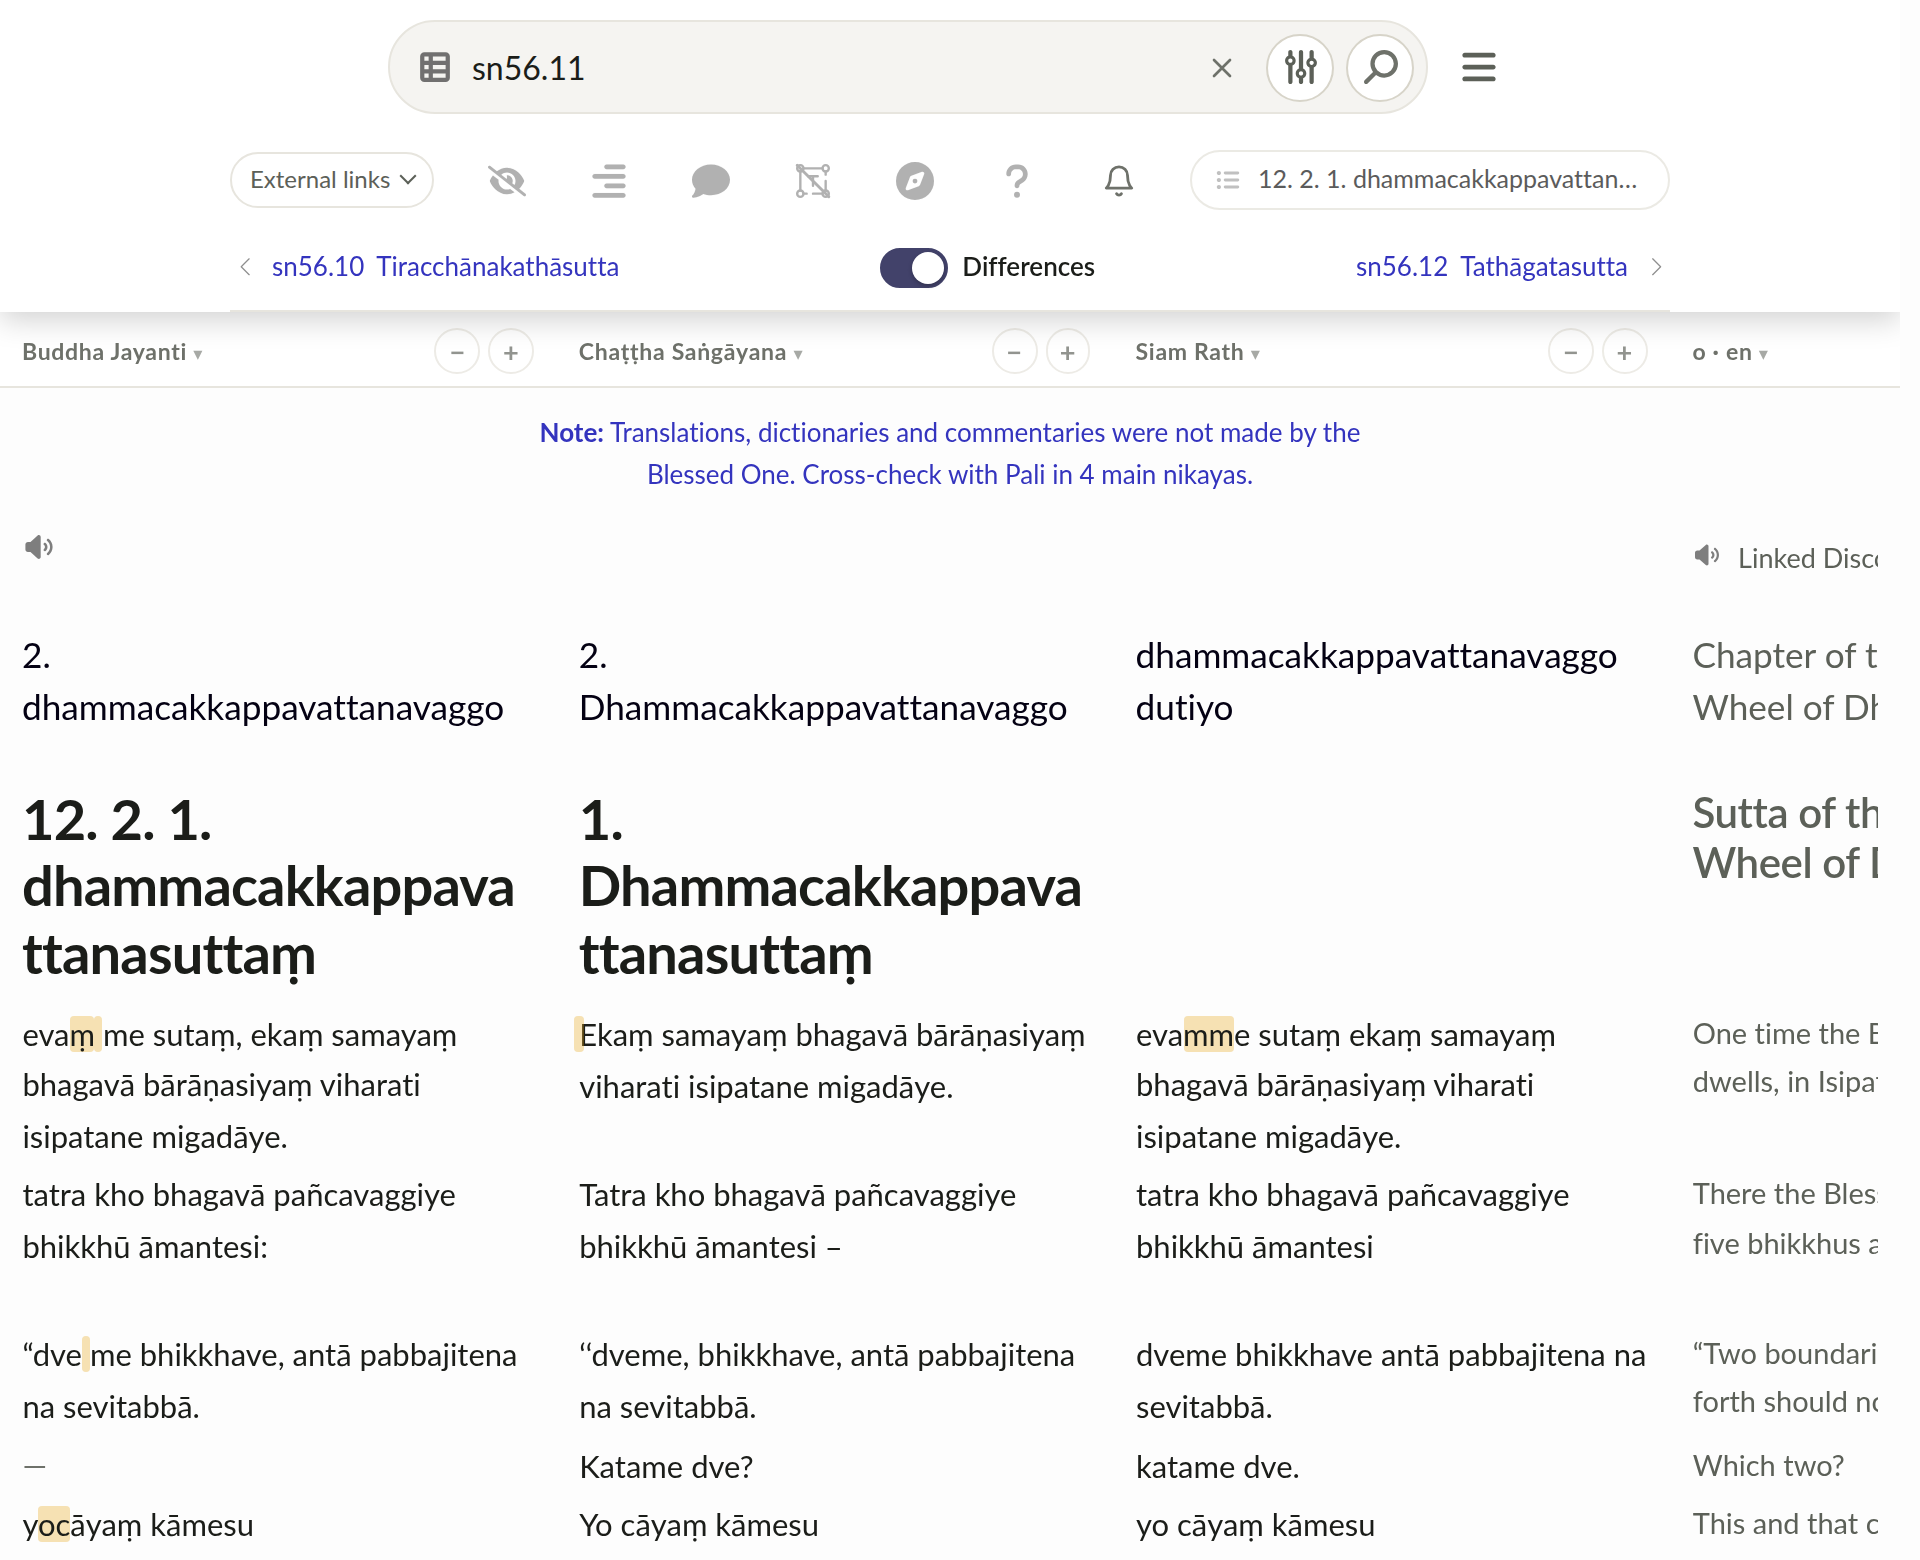 sn56.11
External links
12. 2. 1. dhammacakkappavattan...
sn56.10 Tiracchānakathāsutta
Differences
sn56.12 Tathāgatasutta
Buddha Jayanti ▾
− +
Chaṭṭha Saṅgāyana ▾
− +
Siam Rath ▾
− +
o · en ▾
Note: Translations, dictionaries and commentaries were not made by the
Blessed One. Cross-check with Pali in 4 main nikayas.
Linked
2.
dhammacakkappavattanavaggo
2.
Dhammacakkappavattanavaggo
dhammacakkappavattanavaggo
dutiyo
Chapter of
Wheel of
12. 2. 1.
dhammacakkappava
ttanasuttaṃ
1.
Dhammacakkappava
ttanasuttaṃ
Sutta of
Wheel of
evaṃ me sutaṃ, ekaṃ samayaṃ
bhagavā bārāṇasiyaṃ viharati
isipatane migadāye.
Ekaṃ samayaṃ bhagavā bārāṇasiyaṃ
viharati isipatane migadāye.
evamme sutaṃ ekaṃ samayaṃ
bhagavā bārāṇasiyaṃ viharati
isipatane migadāye.
One time the
dwells, in
tatra kho bhagavā pañcavaggiye
bhikkhū āmantesi:
Tatra kho bhagavā pañcavaggiye
bhikkhū āmantesi –
tatra kho bhagavā pañcavaggiye
bhikkhū āmantesi
There the
five bhikkhus
“dve me bhikkhave, antā pabbajitena
na sevitabbā.
‘‘dveme, bhikkhave, antā pabbajitena
na sevitabbā.
dveme bhikkhave antā pabbajitena na
sevitabbā.
“Two
forth should
—
Katame dve?
katame dve.
Which two?
yocāyaṃ kāmesu
Yo cāyaṃ kāmesu
yo cāyaṃ kāmesu
This and that